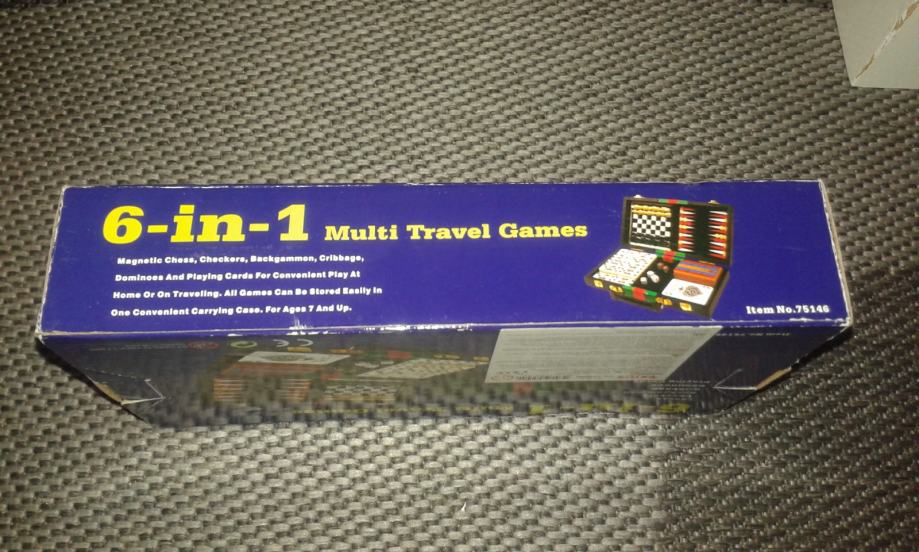 6-in-1 Multi Travel Games
Magnetic Chess, Checkers, Backgammon, Cribbage,
Dominoes And Playing Cards For Convenient Play At
Home Or On Traveling. All Games Can Be Stored Easily In
One Convenient Carrying Case. For Ages 7 And Up.
Item No.75146
CE